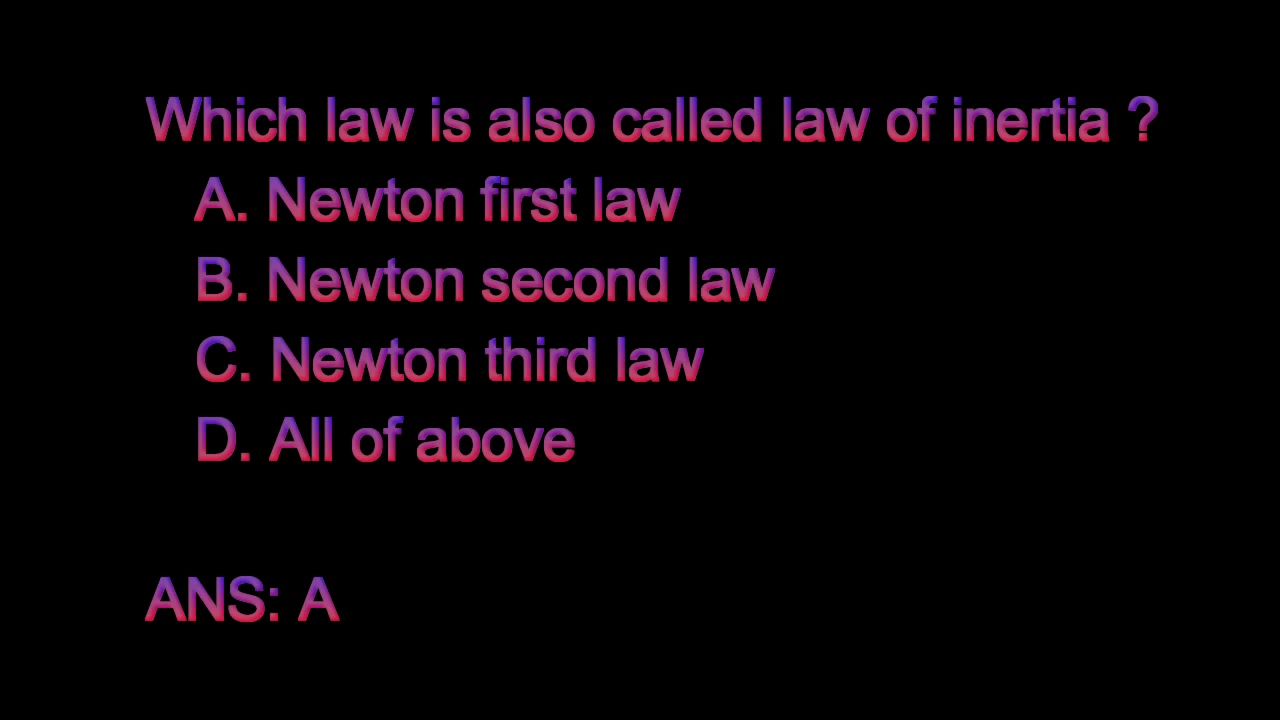 Which law is also called law of inertia ?
A. Newton first law
B. Newton second law
C. Newton third law
D. All of above
ANS: A